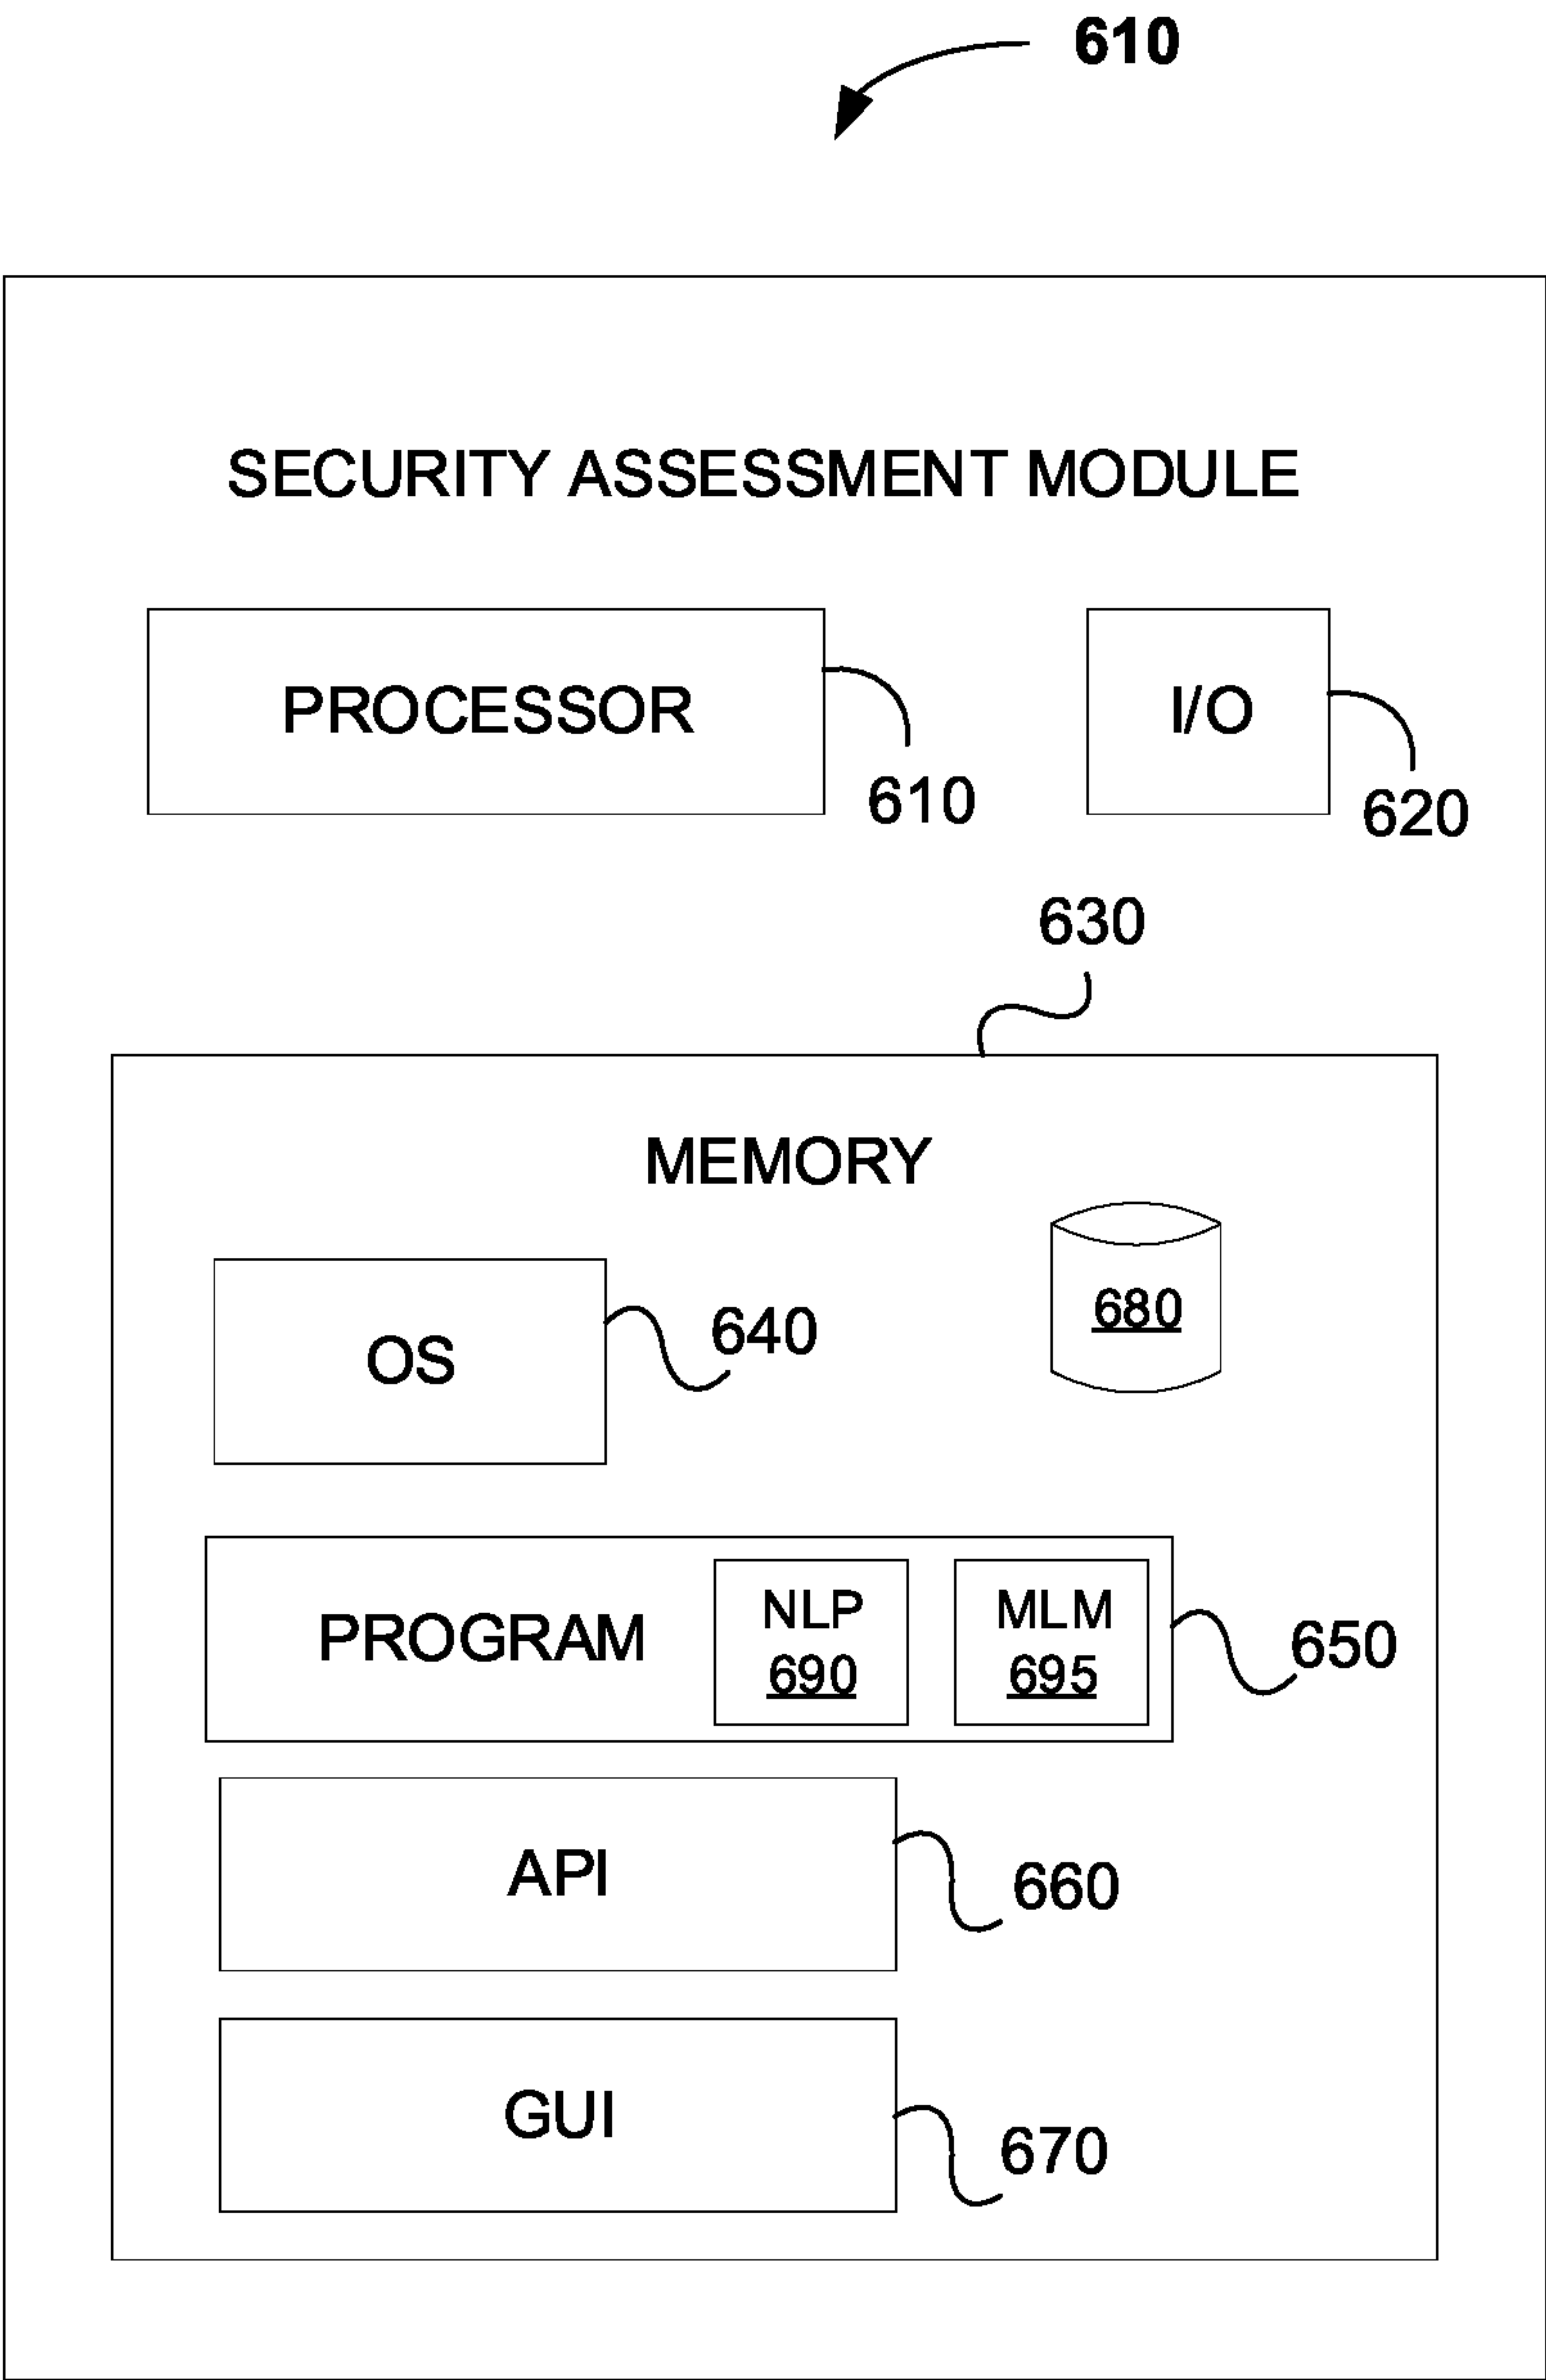 610
SECURITY ASSESSMENT MODULE
PROCESSOR
I/O
610
620
630
MEMORY
680
OS
640
PROGRAM
NLP
690
MLM
695
650
API
660
GUI
670